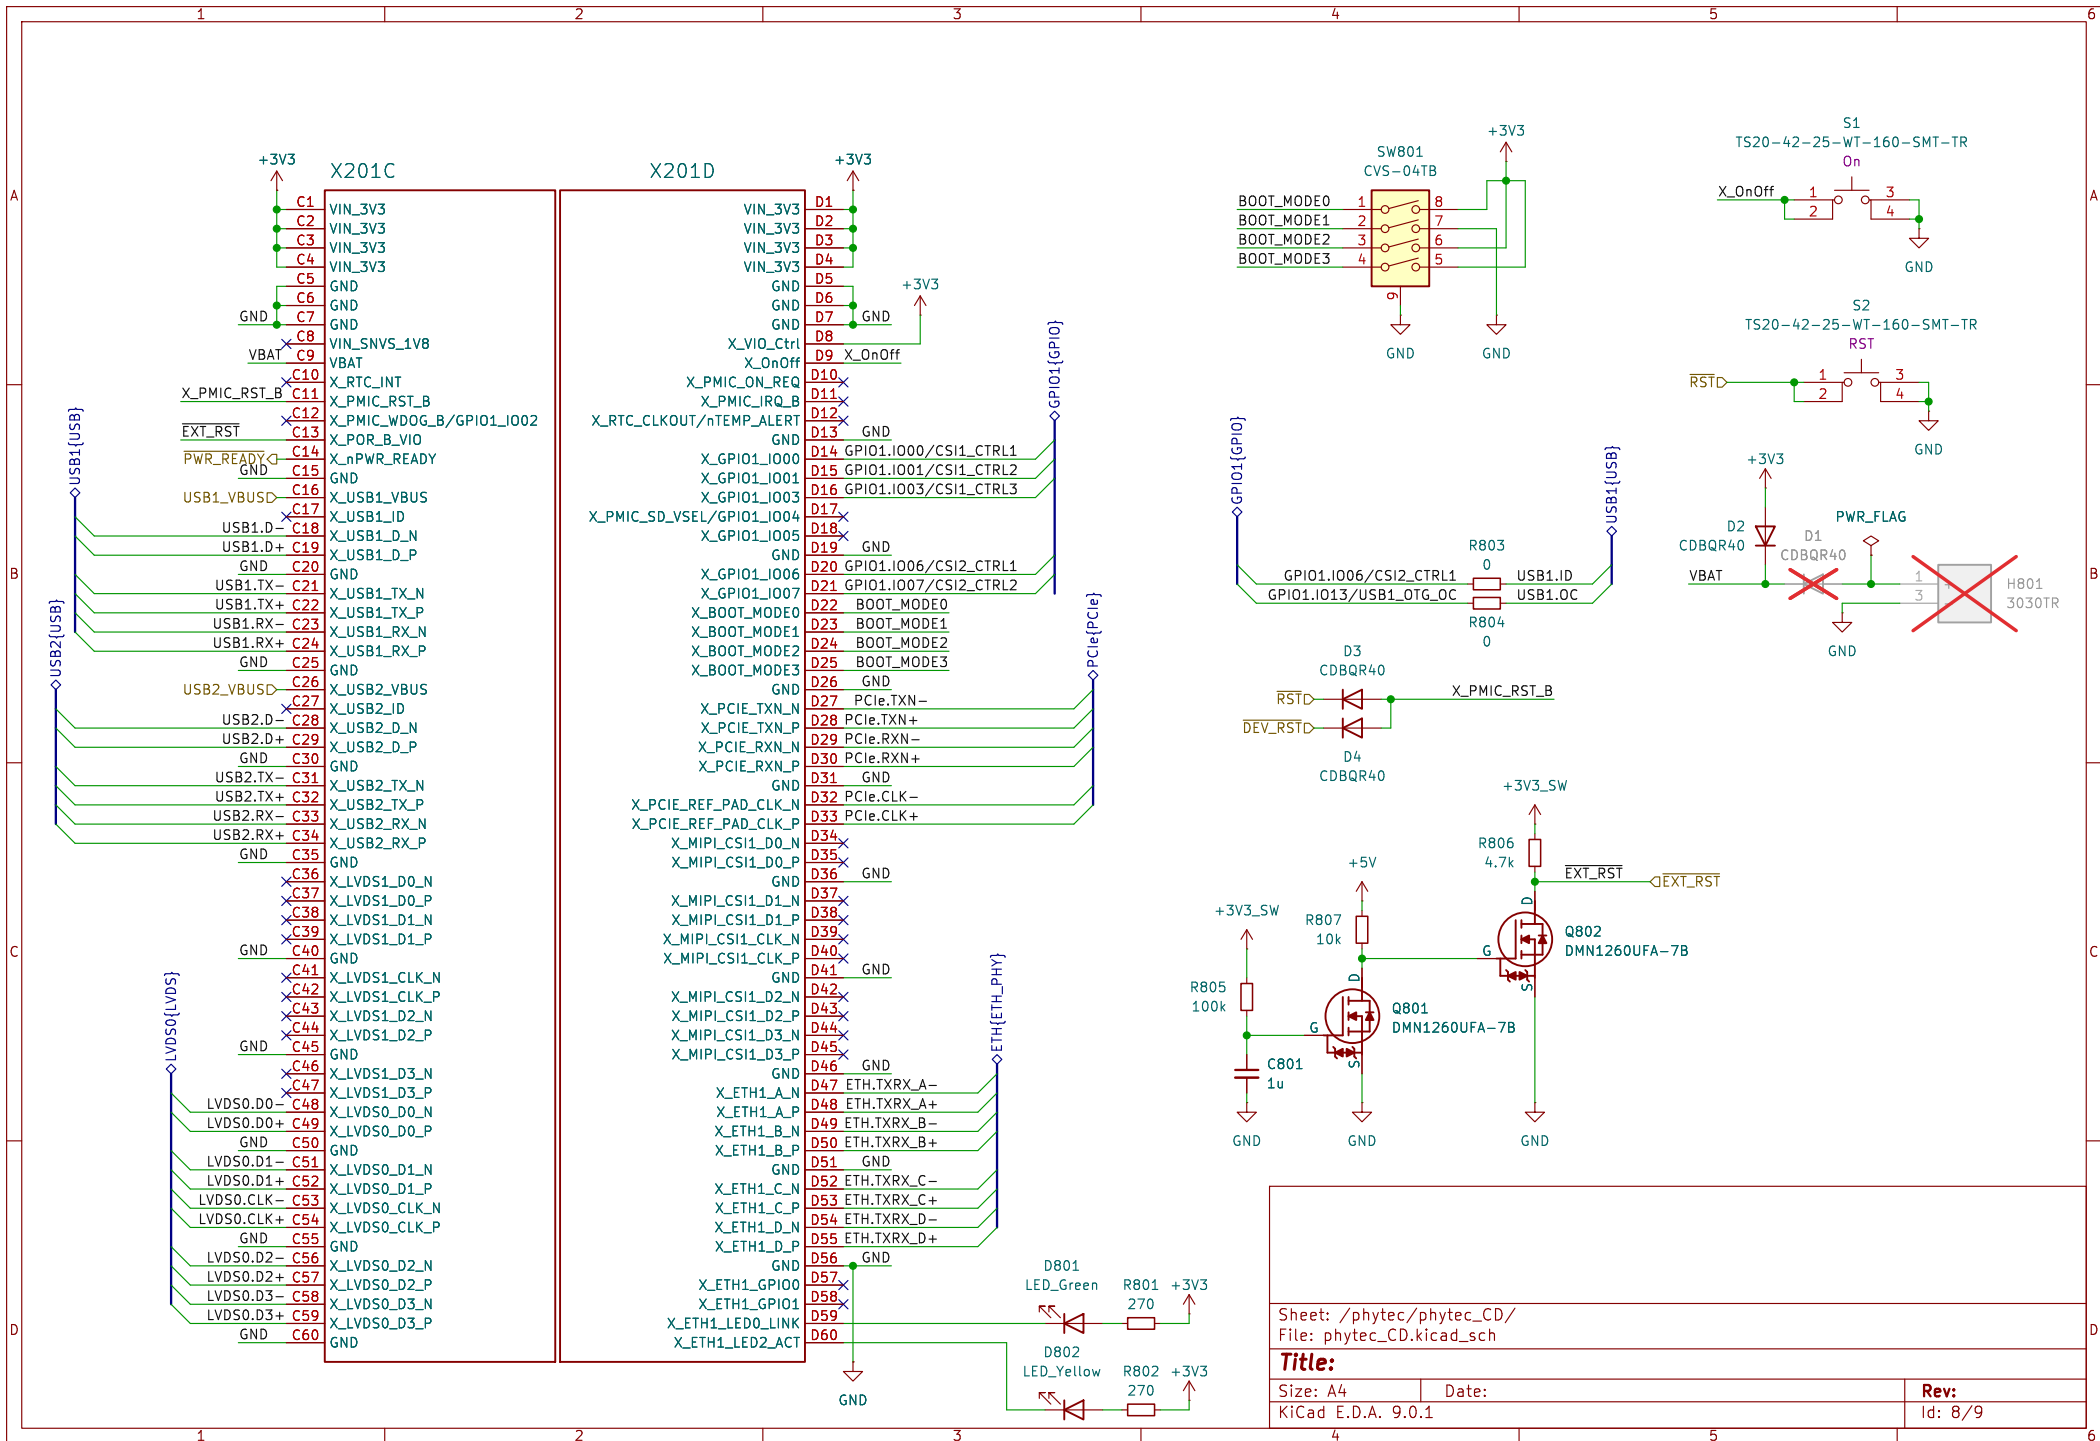 1 2 3 4 5 6
A
B
C
D
A
B
C
D
1 2 3 4 5 6
+3V3
X201C
X201D
+3V3
C1 VIN_3V3
C2 VIN_3V3
C3 VIN_3V3
C4 VIN_3V3
C5 GND
C6 GND
GND C7 GND
C8 VIN_SNVS_1V8
VBAT C9 VBAT
C10 X_RTC_INT
X_PMIC_RST_B C11 X_PMIC_RST_B
C12 X_PMIC_WDOG_B/GPIO1_IO02
EXT_RST C13 X_POR_B_VIO
PWR_READY C14 X_nPWR_READY
GND C15 GND
USB1_VBUS C16 X_USB1_VBUS
C17 X_USB1_ID
USB1.D- C18 X_USB1_D_N
USB1.D+ C19 X_USB1_D_P
GND C20 GND
USB1.TX- C21 X_USB1_TX_N
USB1.TX+ C22 X_USB1_TX_P
USB1.RX- C23 X_USB1_RX_N
USB1.RX+ C24 X_USB1_RX_P
GND C25 GND
USB2_VBUS C26 X_USB2_VBUS
C27 X_USB2_ID
USB2.D- C28 X_USB2_D_N
USB2.D+ C29 X_USB2_D_P
GND C30 GND
USB2.TX- C31 X_USB2_TX_N
USB2.TX+ C32 X_USB2_TX_P
USB2.RX- C33 X_USB2_RX_N
USB2.RX+ C34 X_USB2_RX_P
GND C35 GND
C36 X_LVDS1_D0_N
C37 X_LVDS1_D0_P
C38 X_LVDS1_D1_N
C39 X_LVDS1_D1_P
GND C40 GND
C41 X_LVDS1_CLK_N
C42 X_LVDS1_CLK_P
C43 X_LVDS1_D2_N
C44 X_LVDS1_D2_P
GND C45 GND
C46 X_LVDS1_D3_N
C47 X_LVDS1_D3_P
LVDS0.D0- C48 X_LVDS0_D0_N
LVDS0.D0+ C49 X_LVDS0_D0_P
GND C50 GND
LVDS0.D1- C51 X_LVDS0_D1_N
LVDS0.D1+ C52 X_LVDS0_D1_P
LVDS0.CLK- C53 X_LVDS0_CLK_N
LVDS0.CLK+ C54 X_LVDS0_CLK_P
GND C55 GND
LVDS0.D2- C56 X_LVDS0_D2_N
LVDS0.D2+ C57 X_LVDS0_D2_P
LVDS0.D3- C58 X_LVDS0_D3_N
LVDS0.D3+ C59 X_LVDS0_D3_P
GND C60 GND
USB1{USB}
USB2{USB}
LVDS0{LVDS}
VIN_3V3 D1
VIN_3V3 D2
VIN_3V3 D3
VIN_3V3 D4
GND D5
GND D6
GND D7 GND
X_VIO_Ctrl D8
+3V3
X_OnOff D9 X_OnOff
X_PMIC_ON_REQ D10
X_PMIC_IRQ_B D11
X_RTC_CLKOUT/nTEMP_ALERT D12
GND D13 GND
X_GPIO1_IO00 D14 GPIO1.IO00/CSI1_CTRL1
X_GPIO1_IO01 D15 GPIO1.IO01/CSI1_CTRL2
X_GPIO1_IO03 D16 GPIO1.IO03/CSI1_CTRL3
X_PMIC_SD_VSEL/GPIO1_IO04 D17
X_GPIO1_IO05 D18
GND D19 GND
X_GPIO1_IO06 D20 GPIO1.IO06/CSI2_CTRL1
X_GPIO1_IO07 D21 GPIO1.IO07/CSI2_CTRL2
X_BOOT_MODE0 D22 BOOT_MODE0
X_BOOT_MODE1 D23 BOOT_MODE1
X_BOOT_MODE2 D24 BOOT_MODE2
X_BOOT_MODE3 D25 BOOT_MODE3
GND D26 GND
X_PCIE_TXN_N D27 PCIe.TXN-
X_PCIE_TXN_P D28 PCIe.TXN+
X_PCIE_RXN_N D29 PCIe.RXN-
X_PCIE_RXN_P D30 PCIe.RXN+
GND D31 GND
X_PCIE_REF_PAD_CLK_N D32 PCIe.CLK-
X_PCIE_REF_PAD_CLK_P D33 PCIe.CLK+
X_MIPI_CSI1_D0_N D34
X_MIPI_CSI1_D0_P D35
GND D36 GND
X_MIPI_CSI1_D1_N D37
X_MIPI_CSI1_D1_P D38
X_MIPI_CSI1_CLK_N D39
X_MIPI_CSI1_CLK_P D40
GND D41 GND
X_MIPI_CSI1_D2_N D42
X_MIPI_CSI1_D2_P D43
X_MIPI_CSI1_D3_N D44
X_MIPI_CSI1_D3_P D45
GND D46 GND
X_ETH1_A_N D47 ETH.TXRX_A-
X_ETH1_A_P D48 ETH.TXRX_A+
X_ETH1_B_N D49 ETH.TXRX_B-
X_ETH1_B_P D50 ETH.TXRX_B+
GND D51 GND
X_ETH1_C_N D52 ETH.TXRX_C-
X_ETH1_C_P D53 ETH.TXRX_C+
X_ETH1_D_N D54 ETH.TXRX_D-
X_ETH1_D_P D55 ETH.TXRX_D+
GND D56 GND
X_ETH1_GPIO0 D57
X_ETH1_GPIO1 D58
X_ETH1_LED0_LINK D59
X_ETH1_LED2_ACT D60
GND
GPIO1{GPIO}
PCIe{PCIe}
ETH{ETH_PHY}
D801
LED_Green
R801
270
+3V3
D802
LED_Yellow
R802
270
+3V3
+3V3
SW801
CVS-04TB
BOOT_MODE0 1 8
BOOT_MODE1 2 7
BOOT_MODE2 3 6
BOOT_MODE3 4 5
9
GND
GND
S1
TS20-42-25-WT-160-SMT-TR
On
X_OnOff 1 3
2 4
GND
S2
TS20-42-25-WT-160-SMT-TR
RST
RST 1 3
2 4
GND
GPIO1{GPIO}
USB1{USB}
R803
0
GPIO1.IO06/CSI2_CTRL1 USB1.ID
GPIO1.IO13/USB1_OTG_OC USB1.OC
R804
0
+3V3
D2
CDBQR40
D1
CDBQR40
PWR_FLAG
VBAT
1
3
+
H801
3030TR
GND
D3
CDBQR40
RST
X_PMIC_RST_B
DEV_RST
D4
CDBQR40
+3V3_SW
R806
4.7k
EXT_RST
EXT_RST
+5V
R807
10k
D
G
S
Q802
DMN1260UFA-7B
+3V3_SW
R805
100k
D
G
S
Q801
DMN1260UFA-7B
C801
1u
GND
GND
GND
Sheet: /phytec/phytec_CD/
File: phytec_CD.kicad_sch
Title:
Size: A4 Date: Rev:
KiCad E.D.A. 9.0.1 Id: 8/9